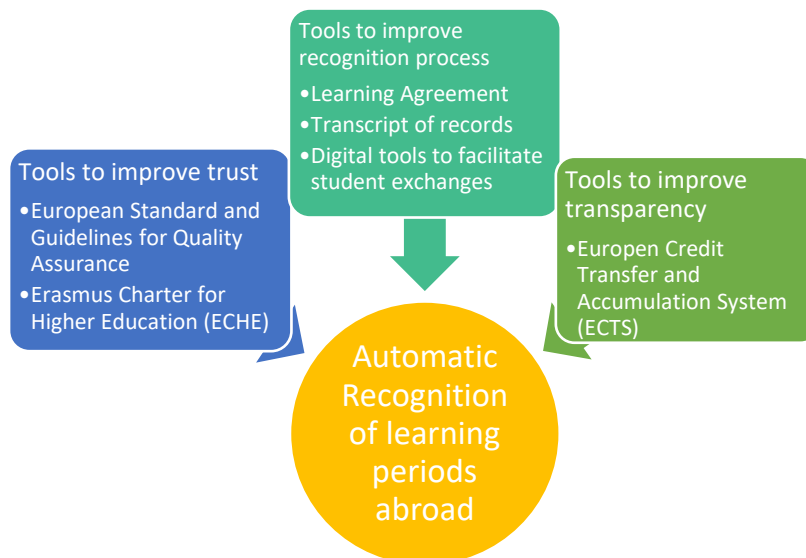 Tools to improve trust
•European Standard and
Guidelines for Quality
Assurance
•Erasmus Charter for
Higher Education (ECHE)
Tools to improve
recognition process
•Learning Agreement
•Transcript of records
•Digital tools to facilitate
student exchanges
Tools to improve
transparency
•Europen Credit
Transfer and
Accumulation System
(ECTS)
Automatic
Recognition
of learning
periods
abroad